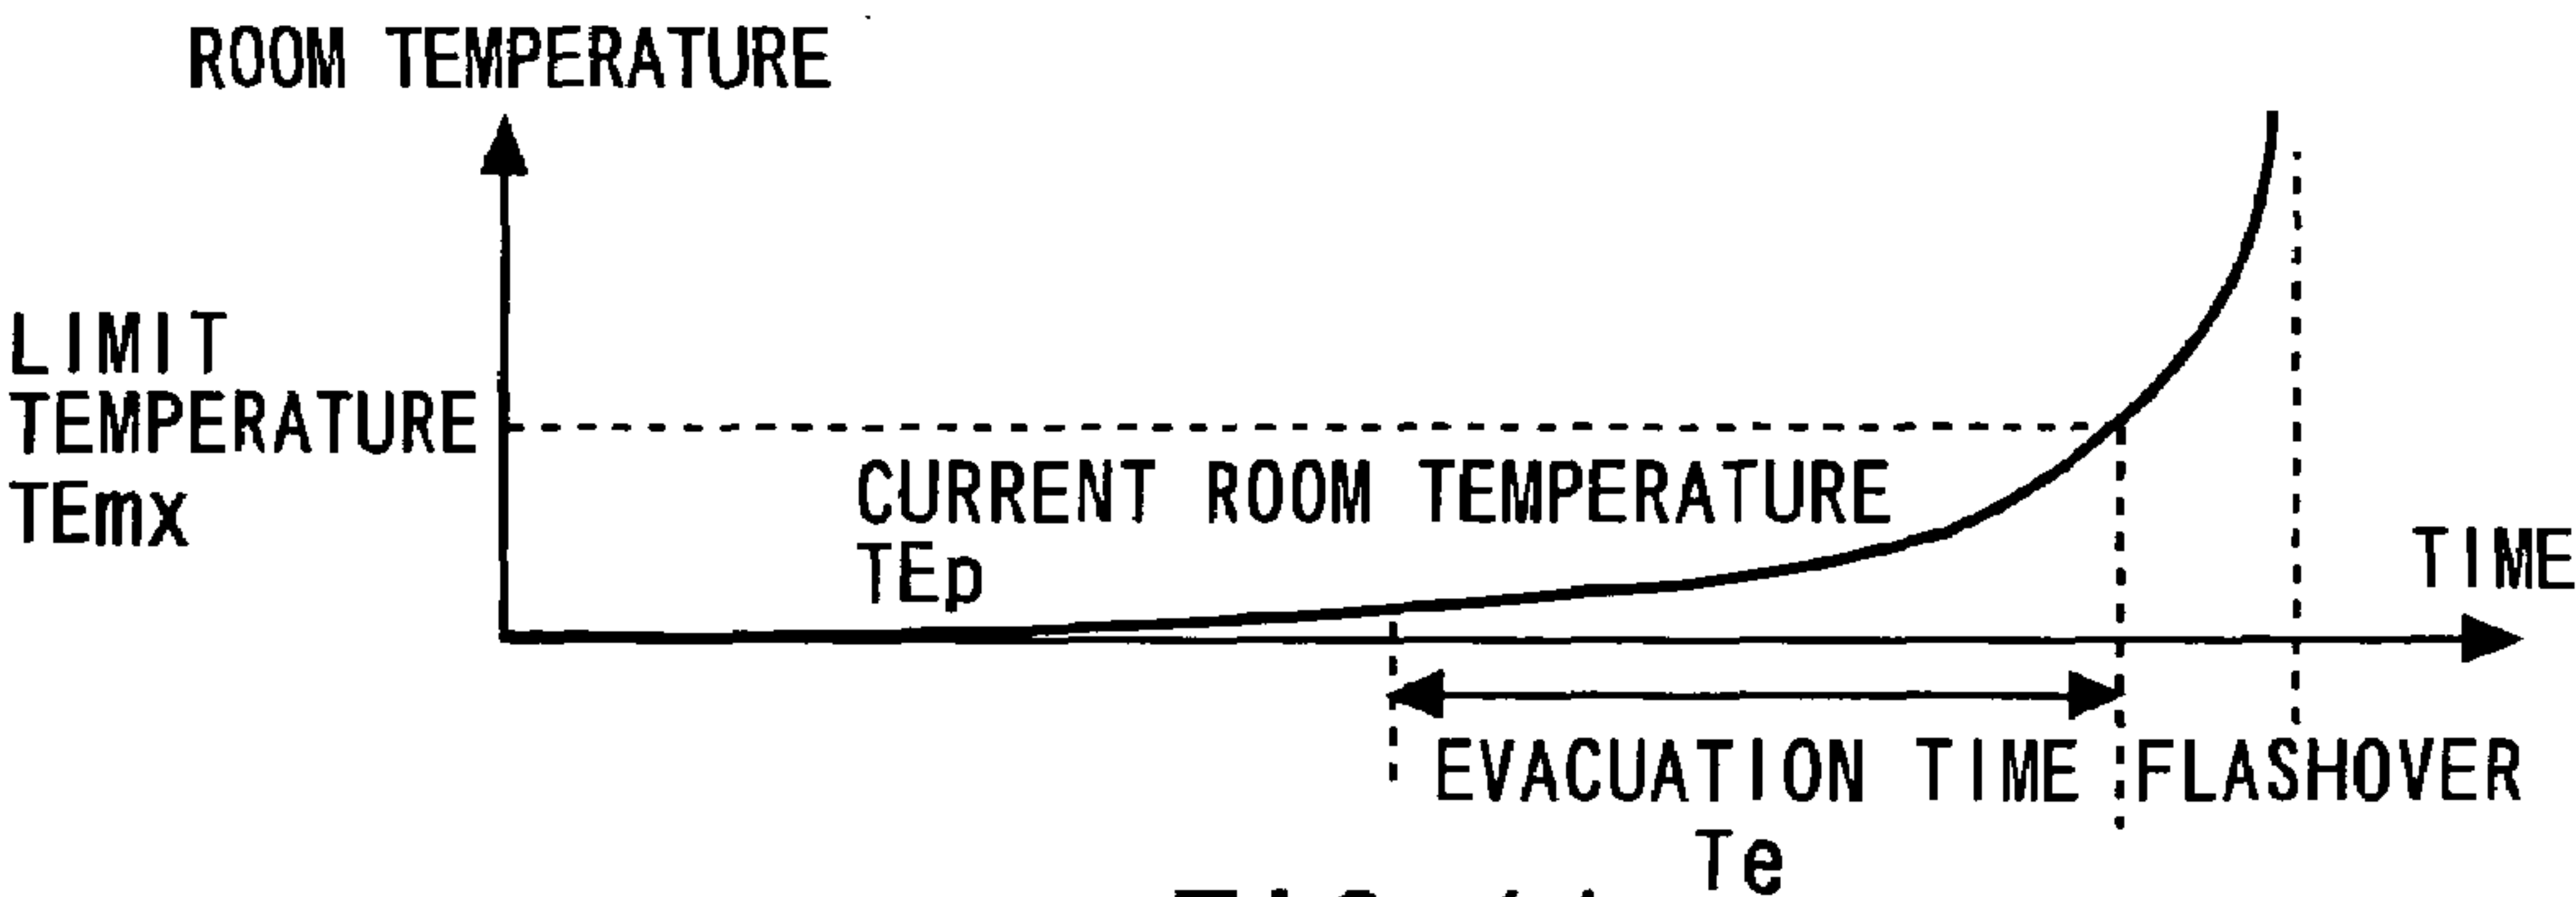 ROOM TEMPERATURE
LIMIT
TEMPERATURE
TEmx
CURRENT ROOM TEMPERATURE
TEp
TIME
EVACUATION TIME
Te
FLASHOVER